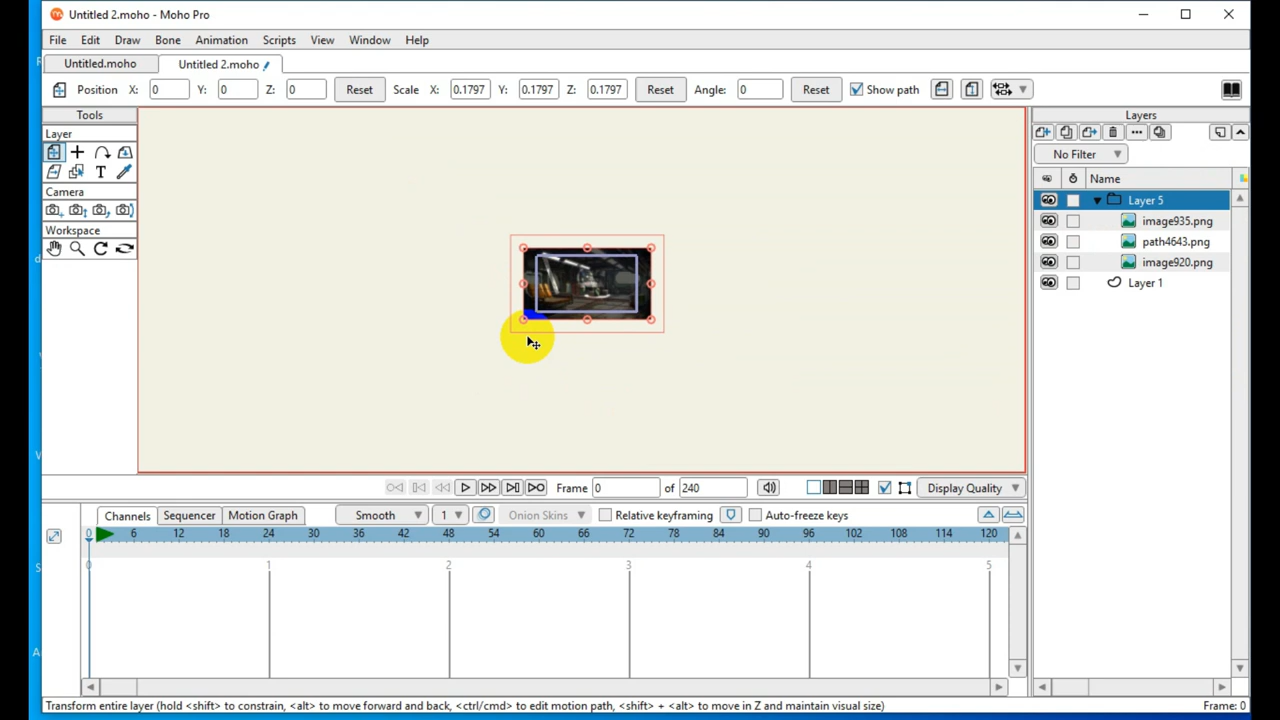 Untitled 2.moho - Moho Pro
File Edit Draw Bone Animation Scripts View Window Help
Untitled.moho Untitled 2.moho
Position X: 0 Y: 0 Z: 0 Reset Scale X: 0.1797 Y: 0.1797 Z: 0.1797 Reset Angle: 0 Reset Show path
Tools
Layer
Camera
Workspace
Layers
No Filter
Name
Layer 5
image935.png
path4643.png
image920.png
Layer 1
Frame 0 of 240 Display Quality
Channels Sequencer Motion Graph Smooth 1 Onion Skins Relative keyframing Auto-freeze keys
0 6 12 18 24 30 36 42 48 54 60 66 72 78 84 90 96 102 108 114 120
0 1 2 3 4 5
Transform entire layer (hold <shift> to constrain, <alt> to move forward and back, <ctrl/cmd> to edit motion path, <shift> + <alt> to move in Z and maintain visual size) Frame: 0